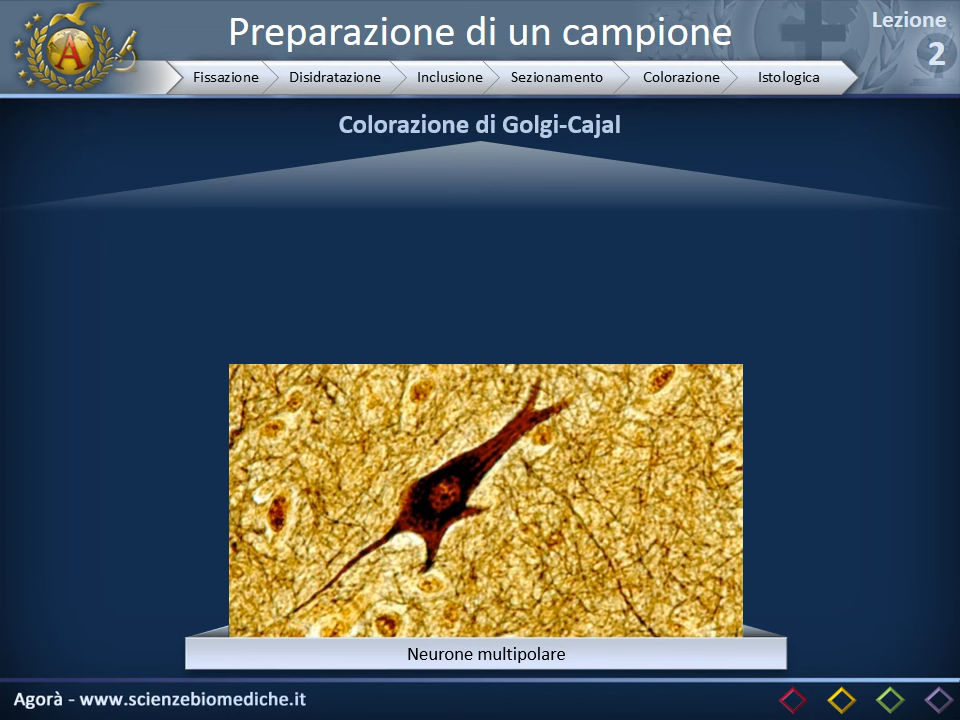 Preparazione di un campione
Lezione
2
A
Fissazione
Disidratazione
Inclusione
Sezionamento
Colorazione
Istologica
Colorazione di Golgi-Cajal
Neurone multipolare
Agorà - www.scienzebiomediche.it